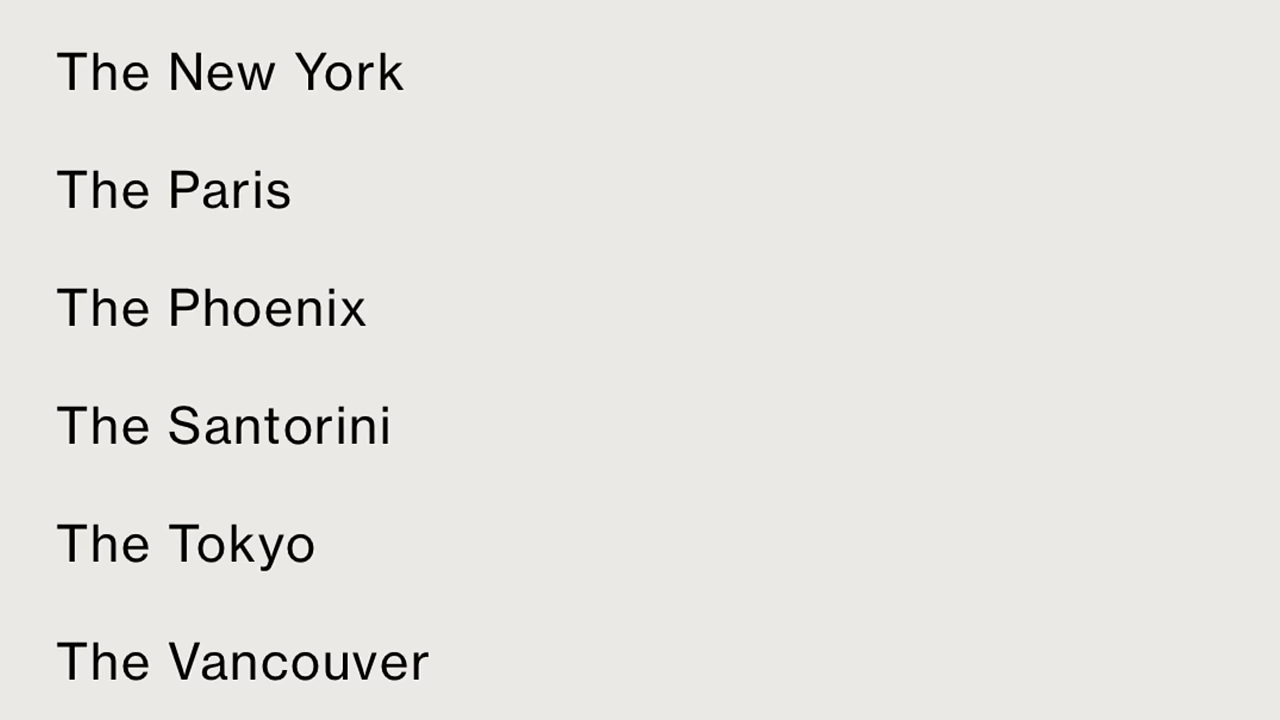 The New York
The Paris
The Phoenix
The Santorini
The Tokyo
The Vancouver